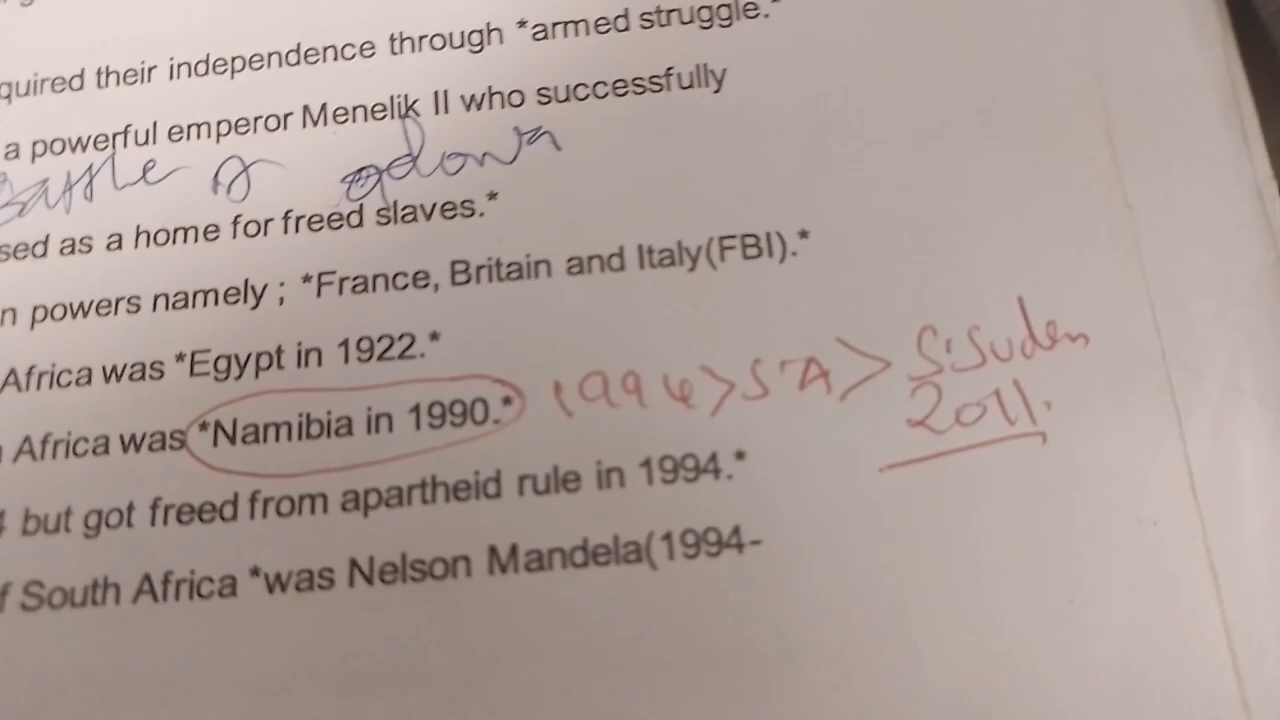 quired their independence through *armed struggle.*
a powerful emperor Menelik II who successfully
Battle of adowa
sed as a home for freed slaves.*
n powers namely ; *France, Britain and Italy(FBI).*
Africa was *Egypt in 1922.*
Africa was *Namibia in 1990.* 1994>SA> S.Sudan
2011.
but got freed from apartheid rule in 1994.*
f South Africa *was Nelson Mandela(1994-